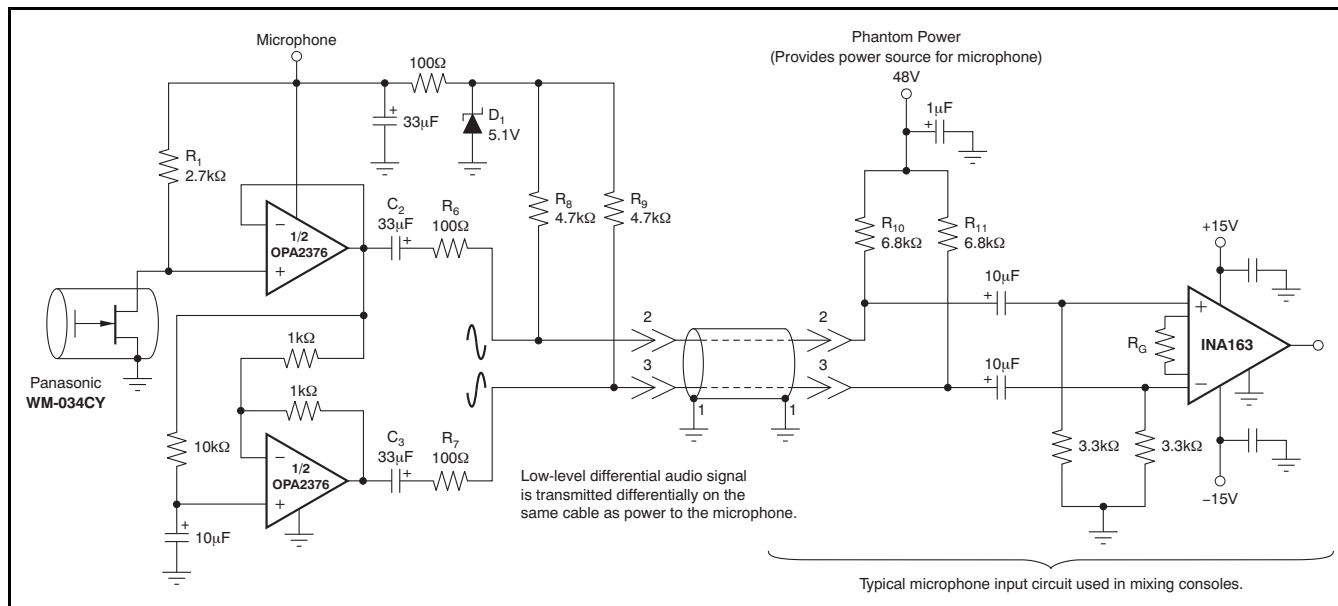 Microphone
100Ω
+
33μF
D1
5.1V
R1
2.7kΩ
−
1/2
OPA2376
+
C2
33μF
+
R6
100Ω
R8
4.7kΩ
R9
4.7kΩ
Panasonic
WM-034CY
1kΩ
1kΩ
10kΩ
−
1/2
OPA2376
+
+
10μF
C3
33μF
+
R7
100Ω
2
3
1
1
2
3
Low-level differential audio signal
is transmitted differentially on the
same cable as power to the microphone.
Phantom Power
(Provides power source for microphone)
48V
1μF
+
R10
6.8kΩ
R11
6.8kΩ
10μF
+
10μF
+
3.3kΩ
3.3kΩ
+15V
+
RG
INA163
−
−15V
Typical microphone input circuit used in mixing consoles.